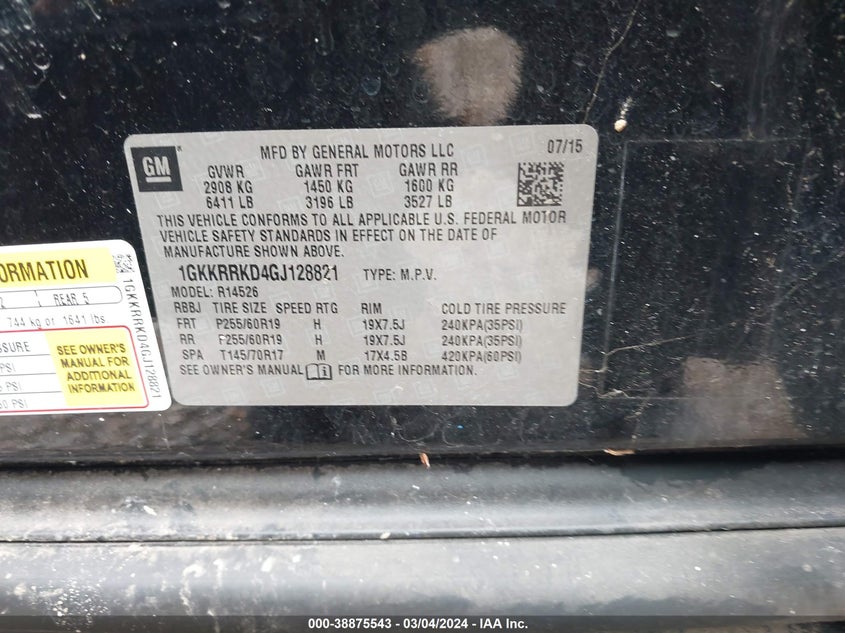 GM
MFD BY GENERAL MOTORS LLC 07/15
GVWR GAWR FRT GAWR RR
2908 KG 1450 KG 1600 KG
6411 LB 3196 LB 3527 LB
THIS VEHICLE CONFORMS TO ALL APPLICABLE U.S. FEDERAL MOTOR
VEHICLE SAFETY STANDARDS IN EFFECT ON THE DATE OF
MANUFACTURE SHOWN ABOVE.
1GKKRRKD4GJ128821 TYPE: M.P.V.
MODEL: R14526
RBBJ TIRE SIZE SPEED RTG RIM COLD TIRE PRESSURE
FRT P255/60R19 H 19X7.5J 240KPA(35PSI)
RR P255/60R19 H 19X7.5J 240KPA(35PSI)
SPA T145/70R17 M 17X4.5B 420KPA(60PSI)
SEE OWNER'S MANUAL i FOR MORE INFORMATION.
ORMATION
2 REAR 5
744 kg or 1641 lbs
SSURE
PSI
PSI
PSI
SEE OWNER'S
MANUAL FOR
ADDITIONAL
INFORMATION
1GKKRRKD4GJ128821
000-38875543 - 03/04/2024 - IAA Inc.